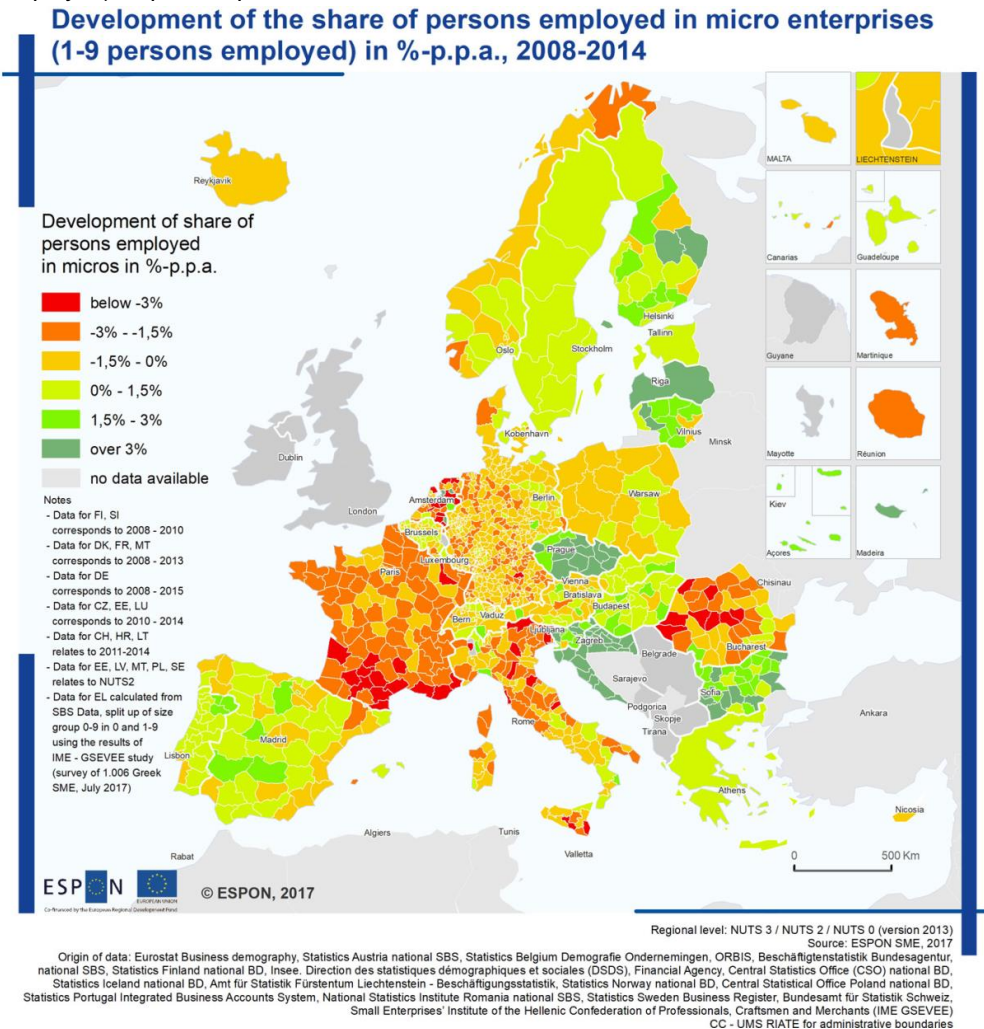 Development of the share of persons employed in micro enterprises
(1-9 persons employed) in %-p.p.a., 2008-2014
MALTA
LIECHTENSTEIN
Reykjavik
Canarias
Guadeloupe
Development of share of
persons employed
in micros in %-p.p.a.
below -3%
-3% - -1,5%
-1,5% - 0%
0% - 1,5%
1,5% - 3%
over 3%
no data available
Guyane
Martinique
Mayotte
Réunion
Kiev
Açores
Madeira
Helsinki
Tallinn
Oslo
Stockholm
Riga
Kobenhavn
Vilnius
Minsk
Dublin
London
Amsterdam
Berlin
Warsaw
Brussels
Luxembourg
Prague
Paris
Vienna
Bratislava
Chisinau
Budapest
Bern
Vaduz
Ljubljana
Zagreb
Belgrade
Bucharest
Sarajevo
Sofia
Podgorica
Skopje
Tirana
Rome
Ankara
Madrid
Lisbon
Athens
Nicosia
Algiers
Tunis
Rabat
Valletta
Notes
- Data for FI, SI
corresponds to 2008 - 2010
- Data for DK, FR, MT
corresponds to 2008 - 2013
- Data for DE
corresponds to 2008 - 2015
- Data for CZ, EE, LU
corresponds to 2010 - 2014
- Data for CH, HR, LT
relates to 2011-2014
- Data for EE, LV, MT, PL, SE
relates to NUTS2
- Data for EL calculated from
SBS Data, split up of size
group 0-9 in 0 and 1-9
using the results of
IME - GSEVEE study
(survey of 1.006 Greek
SME, July 2017)
0 500 Km
ESPON
EUROPEAN UNION
Co-financed by the European Regional Development Fund
© ESPON, 2017
Regional level: NUTS 3 / NUTS 2 / NUTS 0 (version 2013)
Source: ESPON SME, 2017
Origin of data: Eurostat Business demography, Statistics Austria national SBS, Statistics Belgium Demografie Ondernemingen, ORBIS, Beschäftigtenstatistik Bundesagentur,
national SBS, Statistics Finland national BD, Insee. Direction des statistiques démographiques et sociales (DSDS), Financial Agency, Central Statistics Office (CSO) national BD,
Statistics Iceland national BD, Amt für Statistik Fürstentum Liechtenstein - Beschäftigungsstatistik, Statistics Norway national BD, Central Statistical Office Poland national BD,
Statistics Portugal Integrated Business Accounts System, National Statistics Institute Romania national SBS, Statistics Sweden Business Register, Bundesamt für Statistik Schweiz,
Small Enterprises' Institute of the Hellenic Confederation of Professionals, Craftsmen and Merchants (IME GSEVEE)
CC - UMS RIATE for administrative boundaries